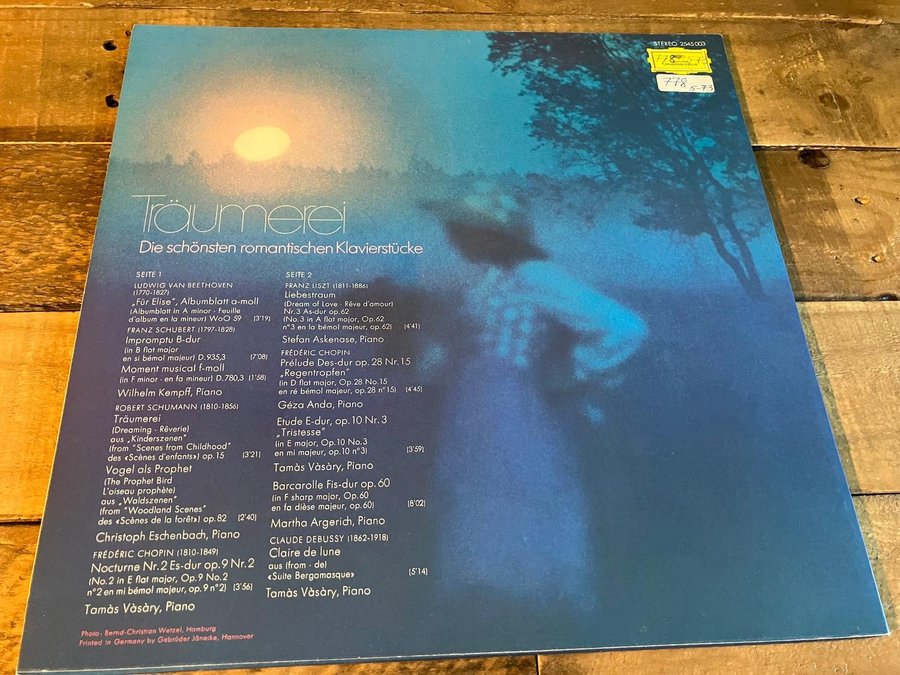 STEREO 2545 003
778
5-73
Träumerei
Die schönsten romantischen Klavierstücke
SEITE 1
LUDWIG VAN BEETHOVEN
(1770-1827)
„Für Elise", Albumblatt a-moll
(Albumblatt in A minor · Feuille
d'album en la mineur) WoO 59 [3'19]
FRANZ SCHUBERT (1797-1828)
Impromptu B-dur
(in B flat major
en si bémol majeur) D.935,3 [7'08]
Moment musical f-moll
(in F minor · en fa mineur) D.780,3 [1'58]
Wilhelm Kempff, Piano
ROBERT SCHUMANN (1810-1856)
Träumerei
(Dreaming · Rêverie)
aus „Kinderszenen"
(from "Scenes from Childhood"
des «Scènes d'enfants») op.15 [3'21]
Vogel als Prophet
(The Prophet Bird
L'oiseau prophète)
aus „Waldszenen"
(from "Woodland Scenes"
des «Scènes de la forêt») op.82 [2'40]
Christoph Eschenbach, Piano
FRÉDÉRIC CHOPIN (1810-1849)
Nocturne Nr.2 Es-dur op.9 Nr.2
(No.2 in E flat major, Op.9 No.2
n°2 en mi bémol majeur, op.9 n°2) [3'56]
Tamàs Vàsàry, Piano
SEITE 2
FRANZ LISZT (1811-1886)
Liebestraum
(Dream of Love · Rêve d'amour)
Nr.3 As-dur op.62
(No.3 in A flat major, Op.62
n°3 en la bémol majeur, op.62) [4'41]
Stefan Askenase, Piano
FRÉDÉRIC CHOPIN
Prélude Des-dur op.28 Nr.15
„Regentropfen"
(in D flat major, Op.28 No.15
en ré bémol majeur, op.28 n°15) [4'45]
Géza Anda, Piano
Etude E-dur, op.10 Nr.3
„Tristesse"
(in E major, Op.10 No.3
en mi majeur, op.10 n°3) [3'59]
Tamàs Vàsàry, Piano
Barcarolle Fis-dur op.60
(in F sharp major, Op.60
en fa dièse majeur, op.60) [8'02]
Martha Argerich, Piano
CLAUDE DEBUSSY (1862-1918)
Claire de lune
aus (from · de)
«Suite Bergamasque» [5'14]
Tamàs Vàsàry, Piano
Photo: Bernd-Christian Wetzel, Hamburg
Printed in Germany by Gebrüder Jänecke, Hannover